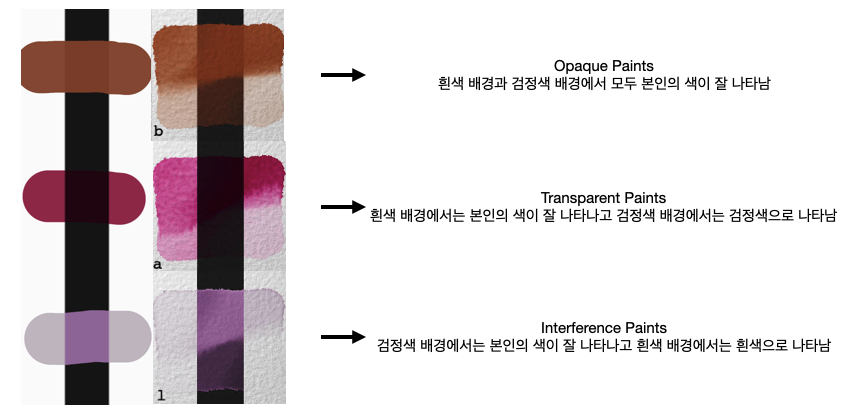 Opaque Paints
흰색 배경과 검정색 배경에서 모두 본인의 색이 잘 나타남
b
Transparent Paints
흰색 배경에서는 본인의 색이 잘 나타나고 검정색 배경에서는 검정색으로 나타남
a
Interference Paints
검정색 배경에서는 본인의 색이 잘 나타나고 흰색 배경에서는 흰색으로 나타남
l